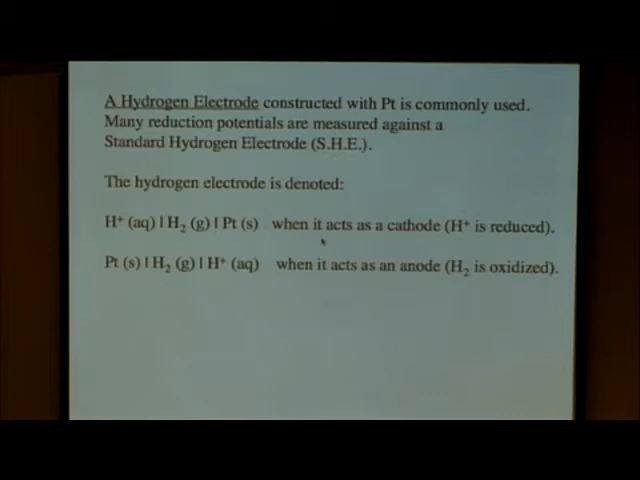 A Hydrogen Electrode constructed with Pt is commonly used.
Many reduction potentials are measured against a
Standard Hydrogen Electrode (S.H.E.).
The hydrogen electrode is denoted:
H⁺ (aq) | H₂ (g) | Pt (s) when it acts as a cathode (H⁺ is reduced).
Pt (s) | H₂ (g) | H⁺ (aq) when it acts as an anode (H₂ is oxidized).